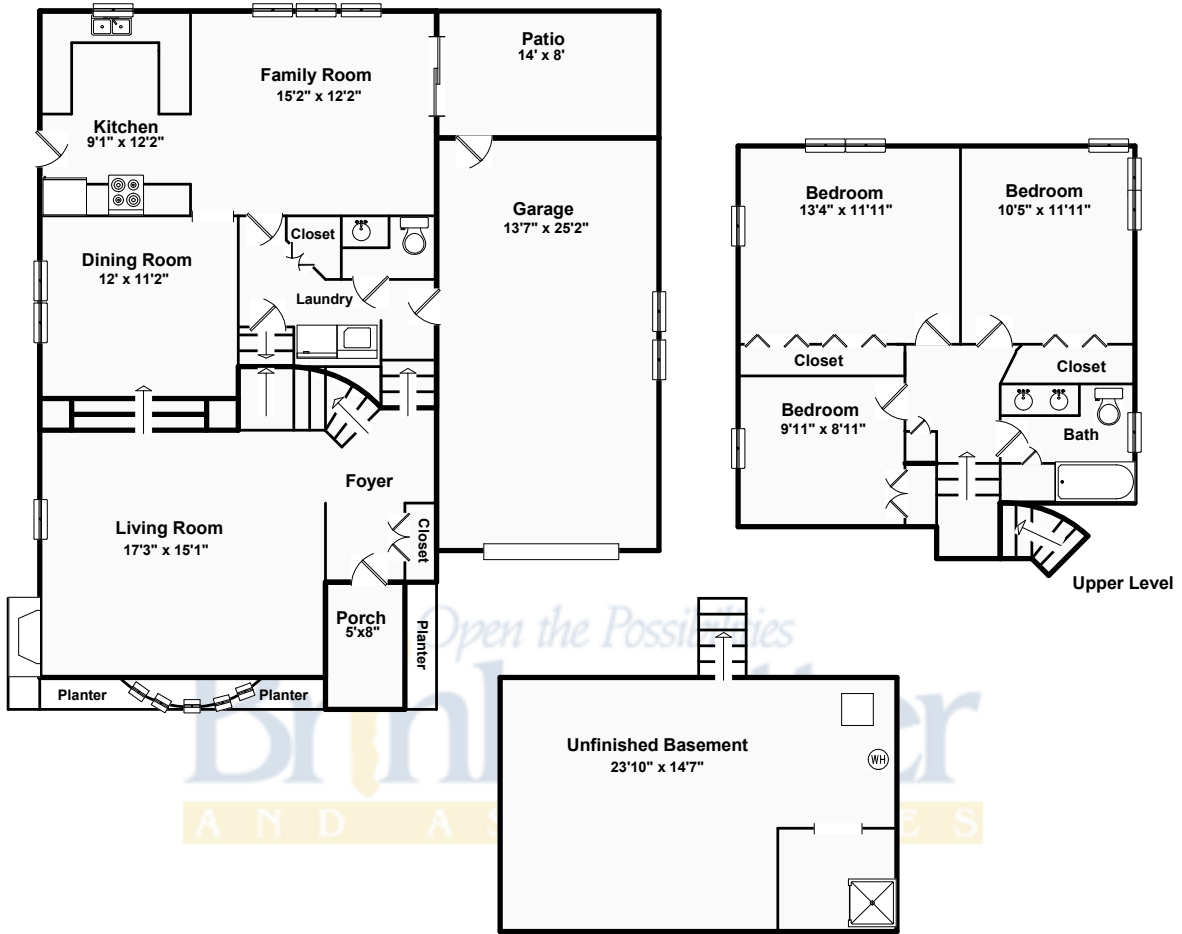 Patio
14' x 8'
Family Room
15'2" x 12'2"
Kitchen
9'1" x 12'2"
Garage
13'7" x 25'2"
Closet
Dining Room
12' x 11'2"
Laundry
Foyer
Living Room
17'3" x 15'1"
Closet
Porch
5'x8"
Planter
Planter
Planter
Bedroom
13'4" x 11'11"
Bedroom
10'5" x 11'11"
Closet
Closet
Bedroom
9'11" x 8'11"
Bath
Upper Level
Open the Possibilities
Unfinished Basement
23'10" x 14'7"
WH
AND